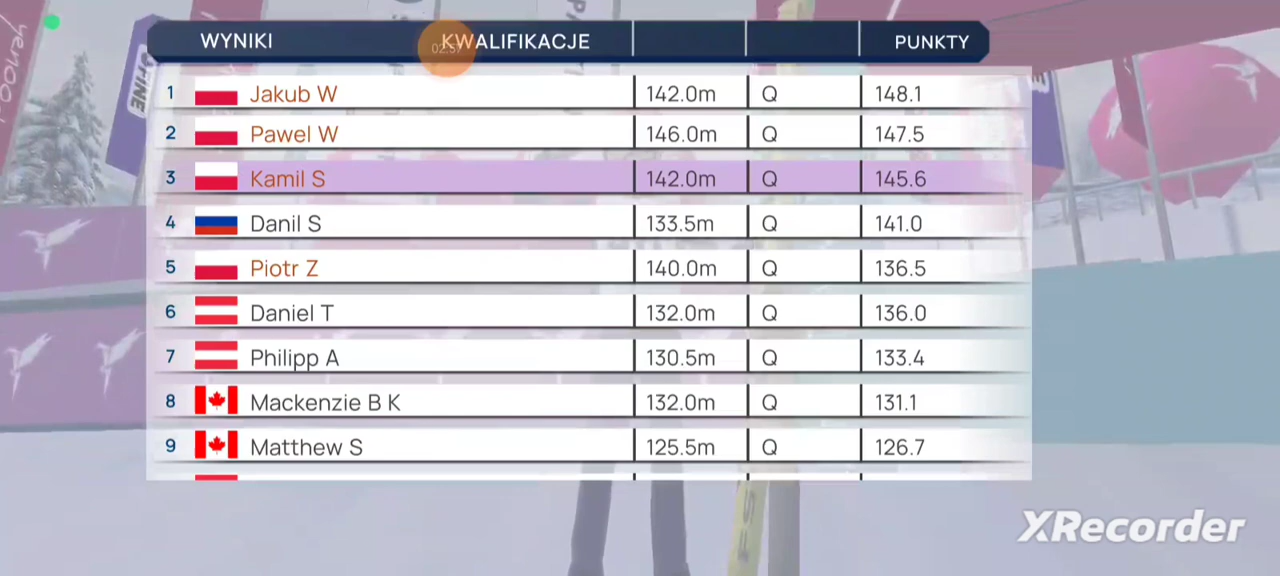 WYNIKI KWALIFIKACJE PUNKTY
02:57
1 Jakub W 142.0m Q 148.1
2 Pawel W 146.0m Q 147.5
3 Kamil S 142.0m Q 145.6
4 Danil S 133.5m Q 141.0
5 Piotr Z 140.0m Q 136.5
6 Daniel T 132.0m Q 136.0
7 Philipp A 130.5m Q 133.4
8 Mackenzie B K 132.0m Q 131.1
9 Matthew S 125.5m Q 126.7
XRecorder